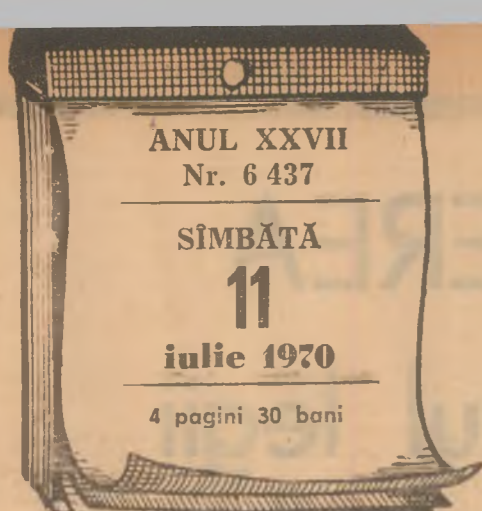 ANUL XXVII
Nr. 6 437
SÎMBĂTĂ
11
iulie 1970
4 pagini 30 bani